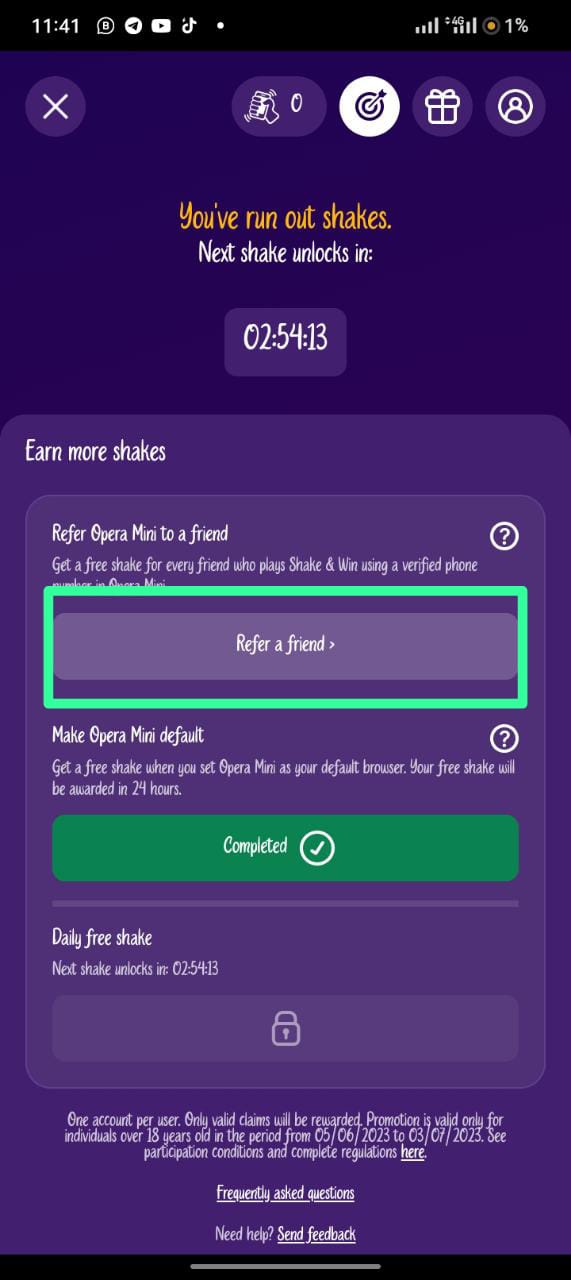 11:41
4G
1%
0
You've run out shakes.
Next shake unlocks in:
02:54:13
Earn more shakes
Refer Opera Mini to a friend
?
Get a free shake for every friend who plays Shake & Win using a verified phone
number in Opera Mini
Refer a friend ›
Make Opera Mini default
?
Get a free shake when you set Opera Mini as your default browser. Your free shake will
be awarded in 24 hours.
Completed
Daily free shake
Next shake unlocks in: 02:54:13
One account per user. Only valid claims will be rewarded. Promotion is valid only for
individuals over 18 years old in the period from 05/06/2023 to 03/07/2023. See
participation conditions and complete regulations here.
Frequently asked questions
Need help? Send feedback